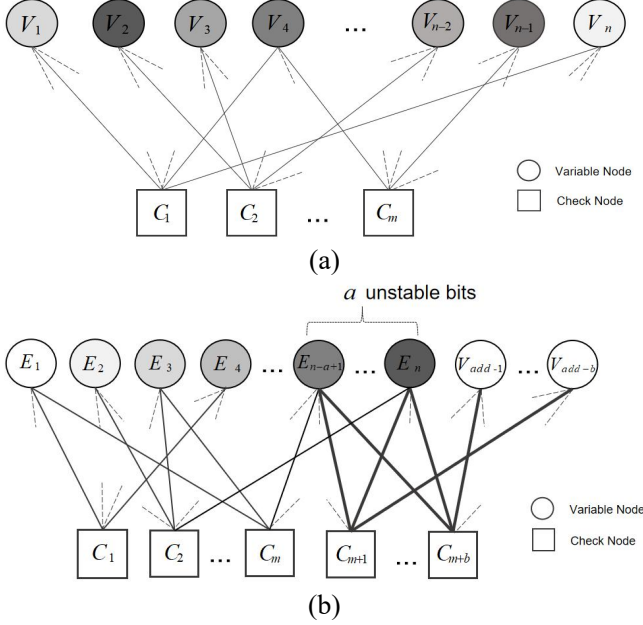 V1 V2 V3 V4 ... Vn−2 Vn−1 Vn
Variable Node
Check Node
C1 C2 ... Cm
(a)
a unstable bits
E1 E2 E3 E4 ... En−a+1 ... En Vadd-1 ... Vadd-b
Variable Node
Check Node
C1 C2 ... Cm Cm+1 ... Cm+b
(b)